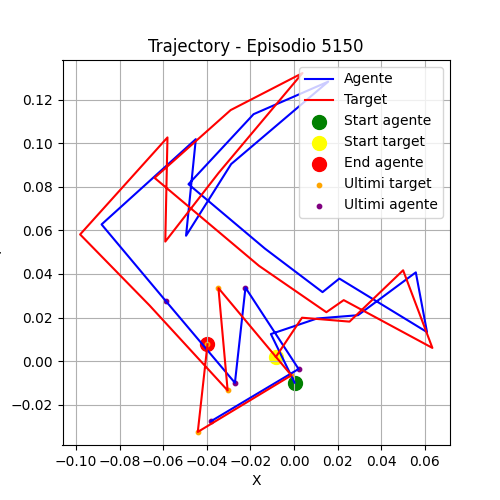 Trajectory - Episodio 5150
Agente
Target
Start agente
Start target
End agente
Ultimi target
Ultimi agente
0.12
0.10
0.08
0.06
0.04
0.02
0.00
−0.02
−0.10 −0.08 −0.06 −0.04 −0.02 0.00 0.02 0.04 0.06
X